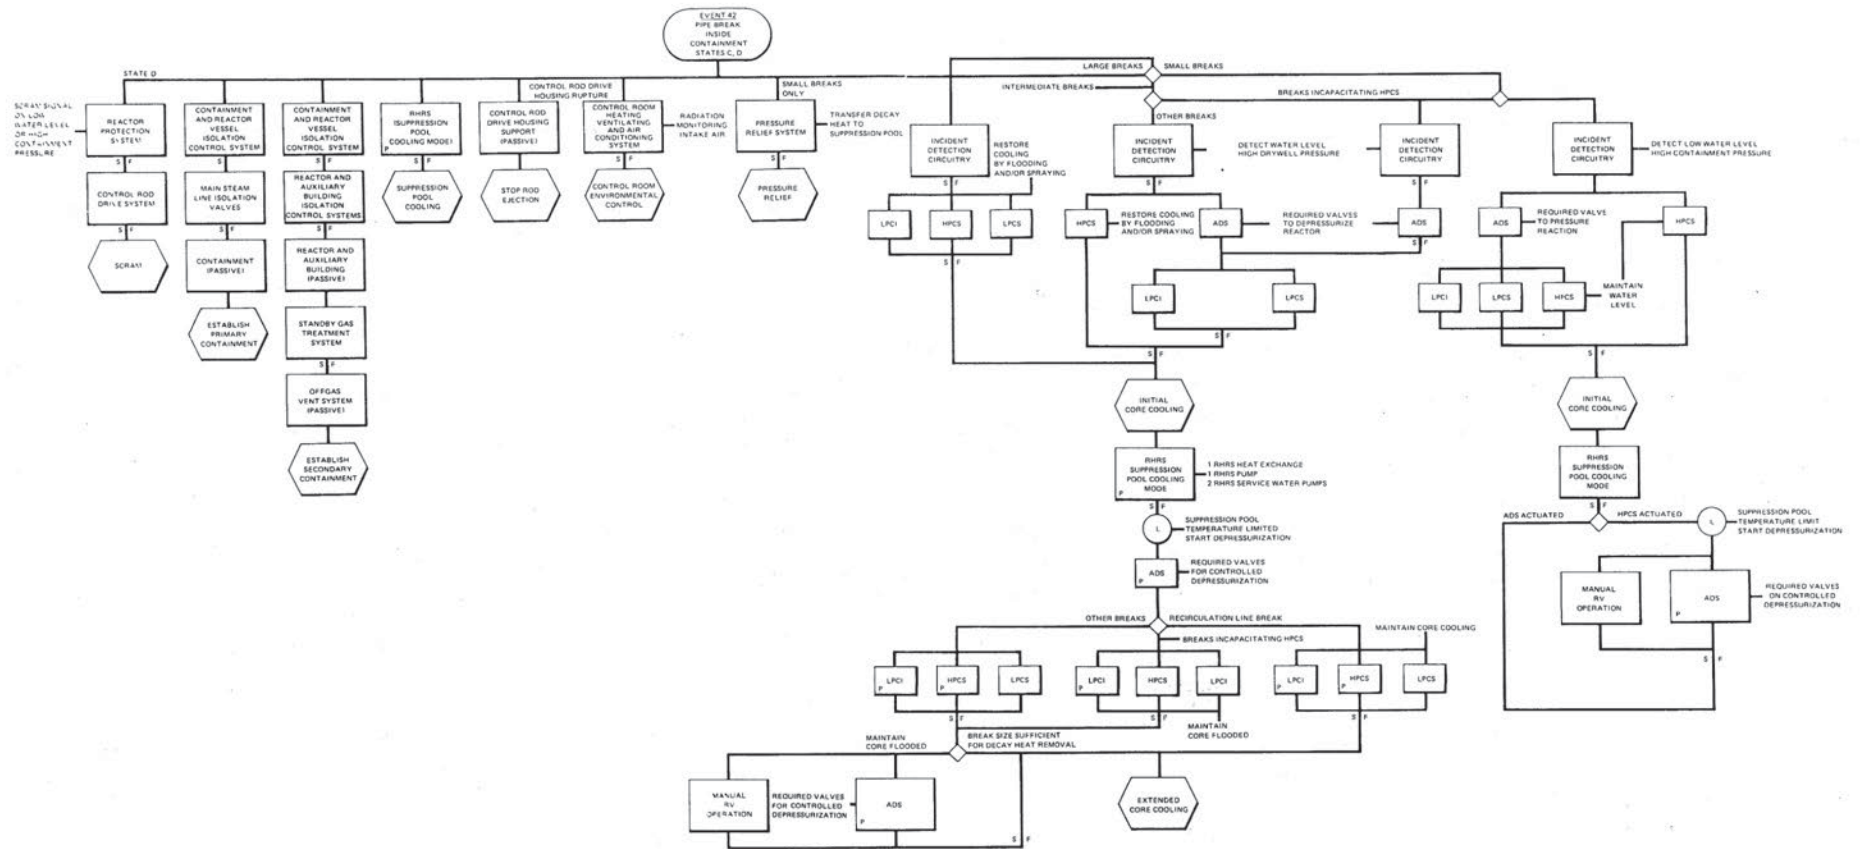 EVENT 42
PIPE BREAK
INSIDE
CONTAINMENT
STATES C, D
STATE D
CONTROL ROD DRIVE
HOUSING RUPTURE
SMALL BREAKS
ONLY
LARGE BREAKS
SMALL BREAKS
INTERMEDIATE BREAKS
BREAKS INCAPACITATING HPCS
OTHER BREAKS
SCRAM SIGNAL
ON LOW
WATER LEVEL
OR HIGH
CONTAINMENT
PRESSURE
REACTOR
PROTECTION
SYSTEM
S F
CONTROL ROD
DRIVE SYSTEM
S F
SCRAM
CONTAINMENT
AND REACTOR
VESSEL
ISOLATION
CONTROL SYSTEM
S F
MAIN STEAM
LINE ISOLATION
VALVES
S F
CONTAINMENT
(PASSIVE)
ESTABLISH
PRIMARY
CONTAINMENT
CONTAINMENT
AND REACTOR
VESSEL
ISOLATION
CONTROL SYSTEM
S F
REACTOR AND
AUXILIARY
BUILDING
ISOLATION
CONTROL SYSTEMS
S F
REACTOR AND
AUXILIARY
BUILDING
(PASSIVE)
STANDBY GAS
TREATMENT
SYSTEM
S F
OFFGAS
VENT SYSTEM
(PASSIVE)
ESTABLISH
SECONDARY
CONTAINMENT
RHRS
(SUPPRESSION
POOL
COOLING MODE)
P
S F
SUPPRESSION
POOL
COOLING
CONTROL ROD
DRIVE HOUSING
SUPPORT
(PASSIVE)
S F
STOP ROD
EJECTION
CONTROL ROOM
HEATING
VENTILATING
AND AIR
CONDITIONING
SYSTEM
S F
RADIATION
MONITORING
INTAKE AIR
CONTROL ROOM
ENVIRONMENTAL
CONTROL
PRESSURE
RELIEF SYSTEM
S F
TRANSFER DECAY
HEAT TO
SUPPRESSION POOL
PRESSURE
RELIEF
INCIDENT
DETECTION
CIRCUITRY
S F
RESTORE
COOLING
BY FLOODING
AND/OR SPRAYING
LPCI
HPCS
LPCS
S F
INCIDENT
DETECTION
CIRCUITRY
S F
DETECT WATER LEVEL
HIGH DRYWELL PRESSURE
INCIDENT
DETECTION
CIRCUITRY
S F
HPCS
RESTORE COOLING
BY FLOODING
AND/OR SPRAYING
ADS
REQUIRED VALVES
TO DEPRESSURIZE
REACTOR
ADS
S F
S F
LPCI
LPCS
S F
S F
INITIAL
CORE COOLING
RHRS
SUPPRESSION
POOL COOLING
MODE
P
1 RHRS HEAT EXCHANGE
1 RHRS PUMP
2 RHRS SERVICE WATER PUMPS
S F
L
SUPPRESSION POOL
TEMPERATURE LIMITED
START DEPRESSURIZATION
ADS
P
REQUIRED VALVES
FOR CONTROLLED
DEPRESSURIZATION
OTHER BREAKS
RECIRCULATION LINE BREAK
BREAKS INCAPACITATING HPCS
MAINTAIN CORE COOLING
LPCI
P
HPCS
P
LPCS
S F
LPCI
P
HPCS
LPCI
S F
MAINTAIN
CORE FLOODED
LPCI
P
HPCS
P
LPCS
S F
MAINTAIN
CORE FLOODED
BREAK SIZE SUFFICIENT
FOR DECAY HEAT REMOVAL
MANUAL
RV
OPERATION
REQUIRED VALVES
FOR CONTROLLED
DEPRESSURIZATION
ADS
P
S F
EXTENDED
CORE COOLING
INCIDENT
DETECTION
CIRCUITRY
S F
DETECT LOW WATER LEVEL
HIGH CONTAINMENT PRESSURE
ADS
REQUIRED VALVE
TO PRESSURE
REACTION
HPCS
S F
LPCI
LPCS
HPCS
MAINTAIN
WATER
LEVEL
S F
S F
INITIAL
CORE COOLING
RHRS
SUPPRESSION
POOL COOLING
MODE
P
S F
ADS ACTUATED
HPCS ACTUATED
L
SUPPRESSION POOL
TEMPERATURE LIMIT
START DEPRESSURIZATION
MANUAL
RV
OPERATION
ADS
P
REQUIRED VALVES
ON CONTROLLED
DEPRESSURIZATION
S F